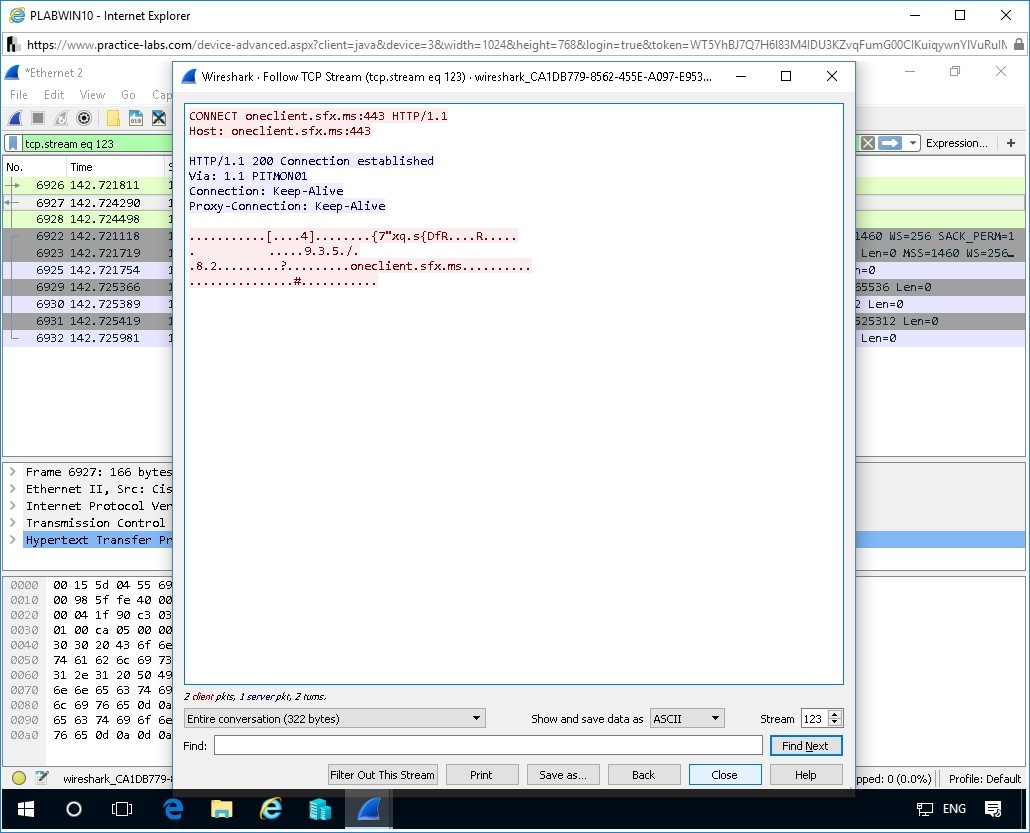 PLABWIN10 - Internet Explorer
https://www.practice-labs.com/device-advanced.aspx?client=java&device=3&width=1024&height=768&login=true&token=
*Ethernet 2
Wireshark · Follow TCP Stream (tcp.stream eq 123) · wireshark_CA1DB779-8562-455E-A097-E953...
File Edit View Go Cap
tcp.stream eq 123
Expression... +
No. Time S
6926 142.721811 1
6927 142.724290 1
6928 142.724498 1
6922 142.721118 1
1460 WS=256 SACK_PERM=1
6923 142.721719 1
Len=0 MSS=1460 WS=256...
6925 142.721754 1
n=0
6929 142.725366 1
65536 Len=0
6930 142.725389 1
2 Len=0
6931 142.725419 1
525312 Len=0
6932 142.725981 1
Len=0
CONNECT oneclient.sfx.ms:443 HTTP/1.1
Host: oneclient.sfx.ms:443
HTTP/1.1 200 Connection established
Via: 1.1 PITMON01
Connection: Keep-Alive
Proxy-Connection: Keep-Alive
...........[....4]........{7"xq.s{DfR....R.....
. .....9.3.5./.
.8.2.........?.........oneclient.sfx.ms..........
...............#...........
Frame 6927: 166 bytes
Ethernet II, Src: Cis
Internet Protocol Ver
Transmission Control
Hypertext Transfer Pr
0000 00 15 5d 04 55 69
0010 00 98 5f fe 40 00
0020 00 04 1f 90 c3 03
0030 01 00 ca 05 00 00
0040 30 30 20 43 6f 6e
0050 74 61 62 6c 69 73
0060 31 2e 31 20 50 49
0070 6e 6e 65 63 74 69
0080 6c 69 76 65 0d 0a
0090 65 63 74 69 6f 6e
00a0 76 65 0d 0a 0d 0a
2 client pkts, 1 server pkt, 2 turns.
Entire conversation (322 bytes)
Show and save data as ASCII
Stream 123
Find:
Find Next
Filter Out This Stream
Print
Save as...
Back
Close
Help
wireshark_CA1DB779-8
pped: 0 (0.0%)
Profile: Default
ENG